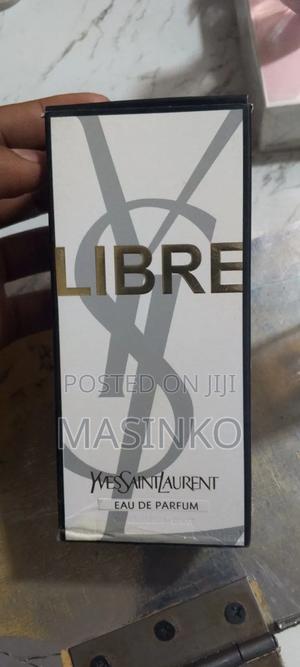 LIBRE
POSTED ON JIJI
MASINKO
YVESSAINTLAURENT
EAU DE PARFUM